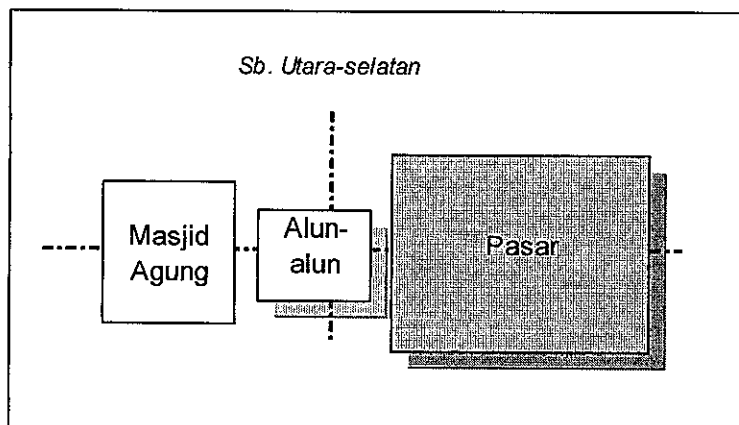 Sb. Utara-selatan
Masjid
Agung
Alun-
alun
Pasar